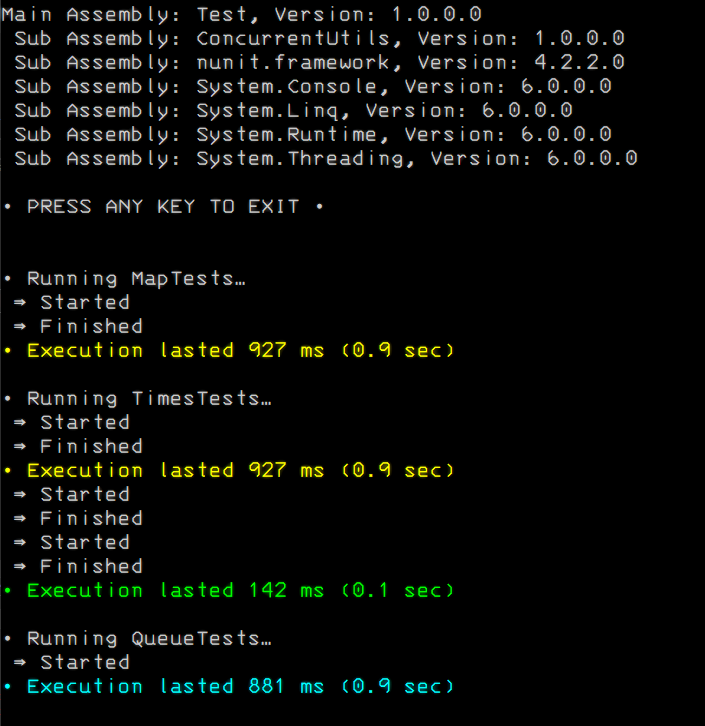 Main Assembly: Test, Version: 1.0.0.0
Sub Assembly: ConcurrentUtils, Version: 1.0.0.0
Sub Assembly: nunit.framework, Version: 4.2.2.0
Sub Assembly: System.Console, Version: 6.0.0.0
Sub Assembly: System.Linq, Version: 6.0.0.0
Sub Assembly: System.Runtime, Version: 6.0.0.0
Sub Assembly: System.Threading, Version: 6.0.0.0
• PRESS ANY KEY TO EXIT •
• Running MapTests…
⇒ Started
⇒ Finished
• Execution lasted 927 ms (0.9 sec)
• Running TimesTests…
⇒ Started
⇒ Finished
• Execution lasted 927 ms (0.9 sec)
⇒ Started
⇒ Finished
⇒ Started
⇒ Finished
• Execution lasted 142 ms (0.1 sec)
• Running QueueTests…
⇒ Started
• Execution lasted 881 ms (0.9 sec)